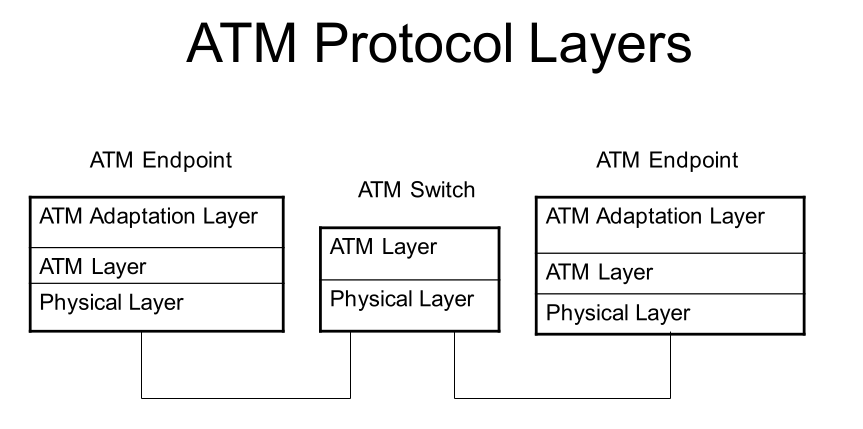 ATM Protocol Layers
ATM Endpoint
ATM Adaptation Layer
ATM Layer
Physical Layer
ATM Switch
ATM Layer
Physical Layer
ATM Endpoint
ATM Adaptation Layer
ATM Layer
Physical Layer